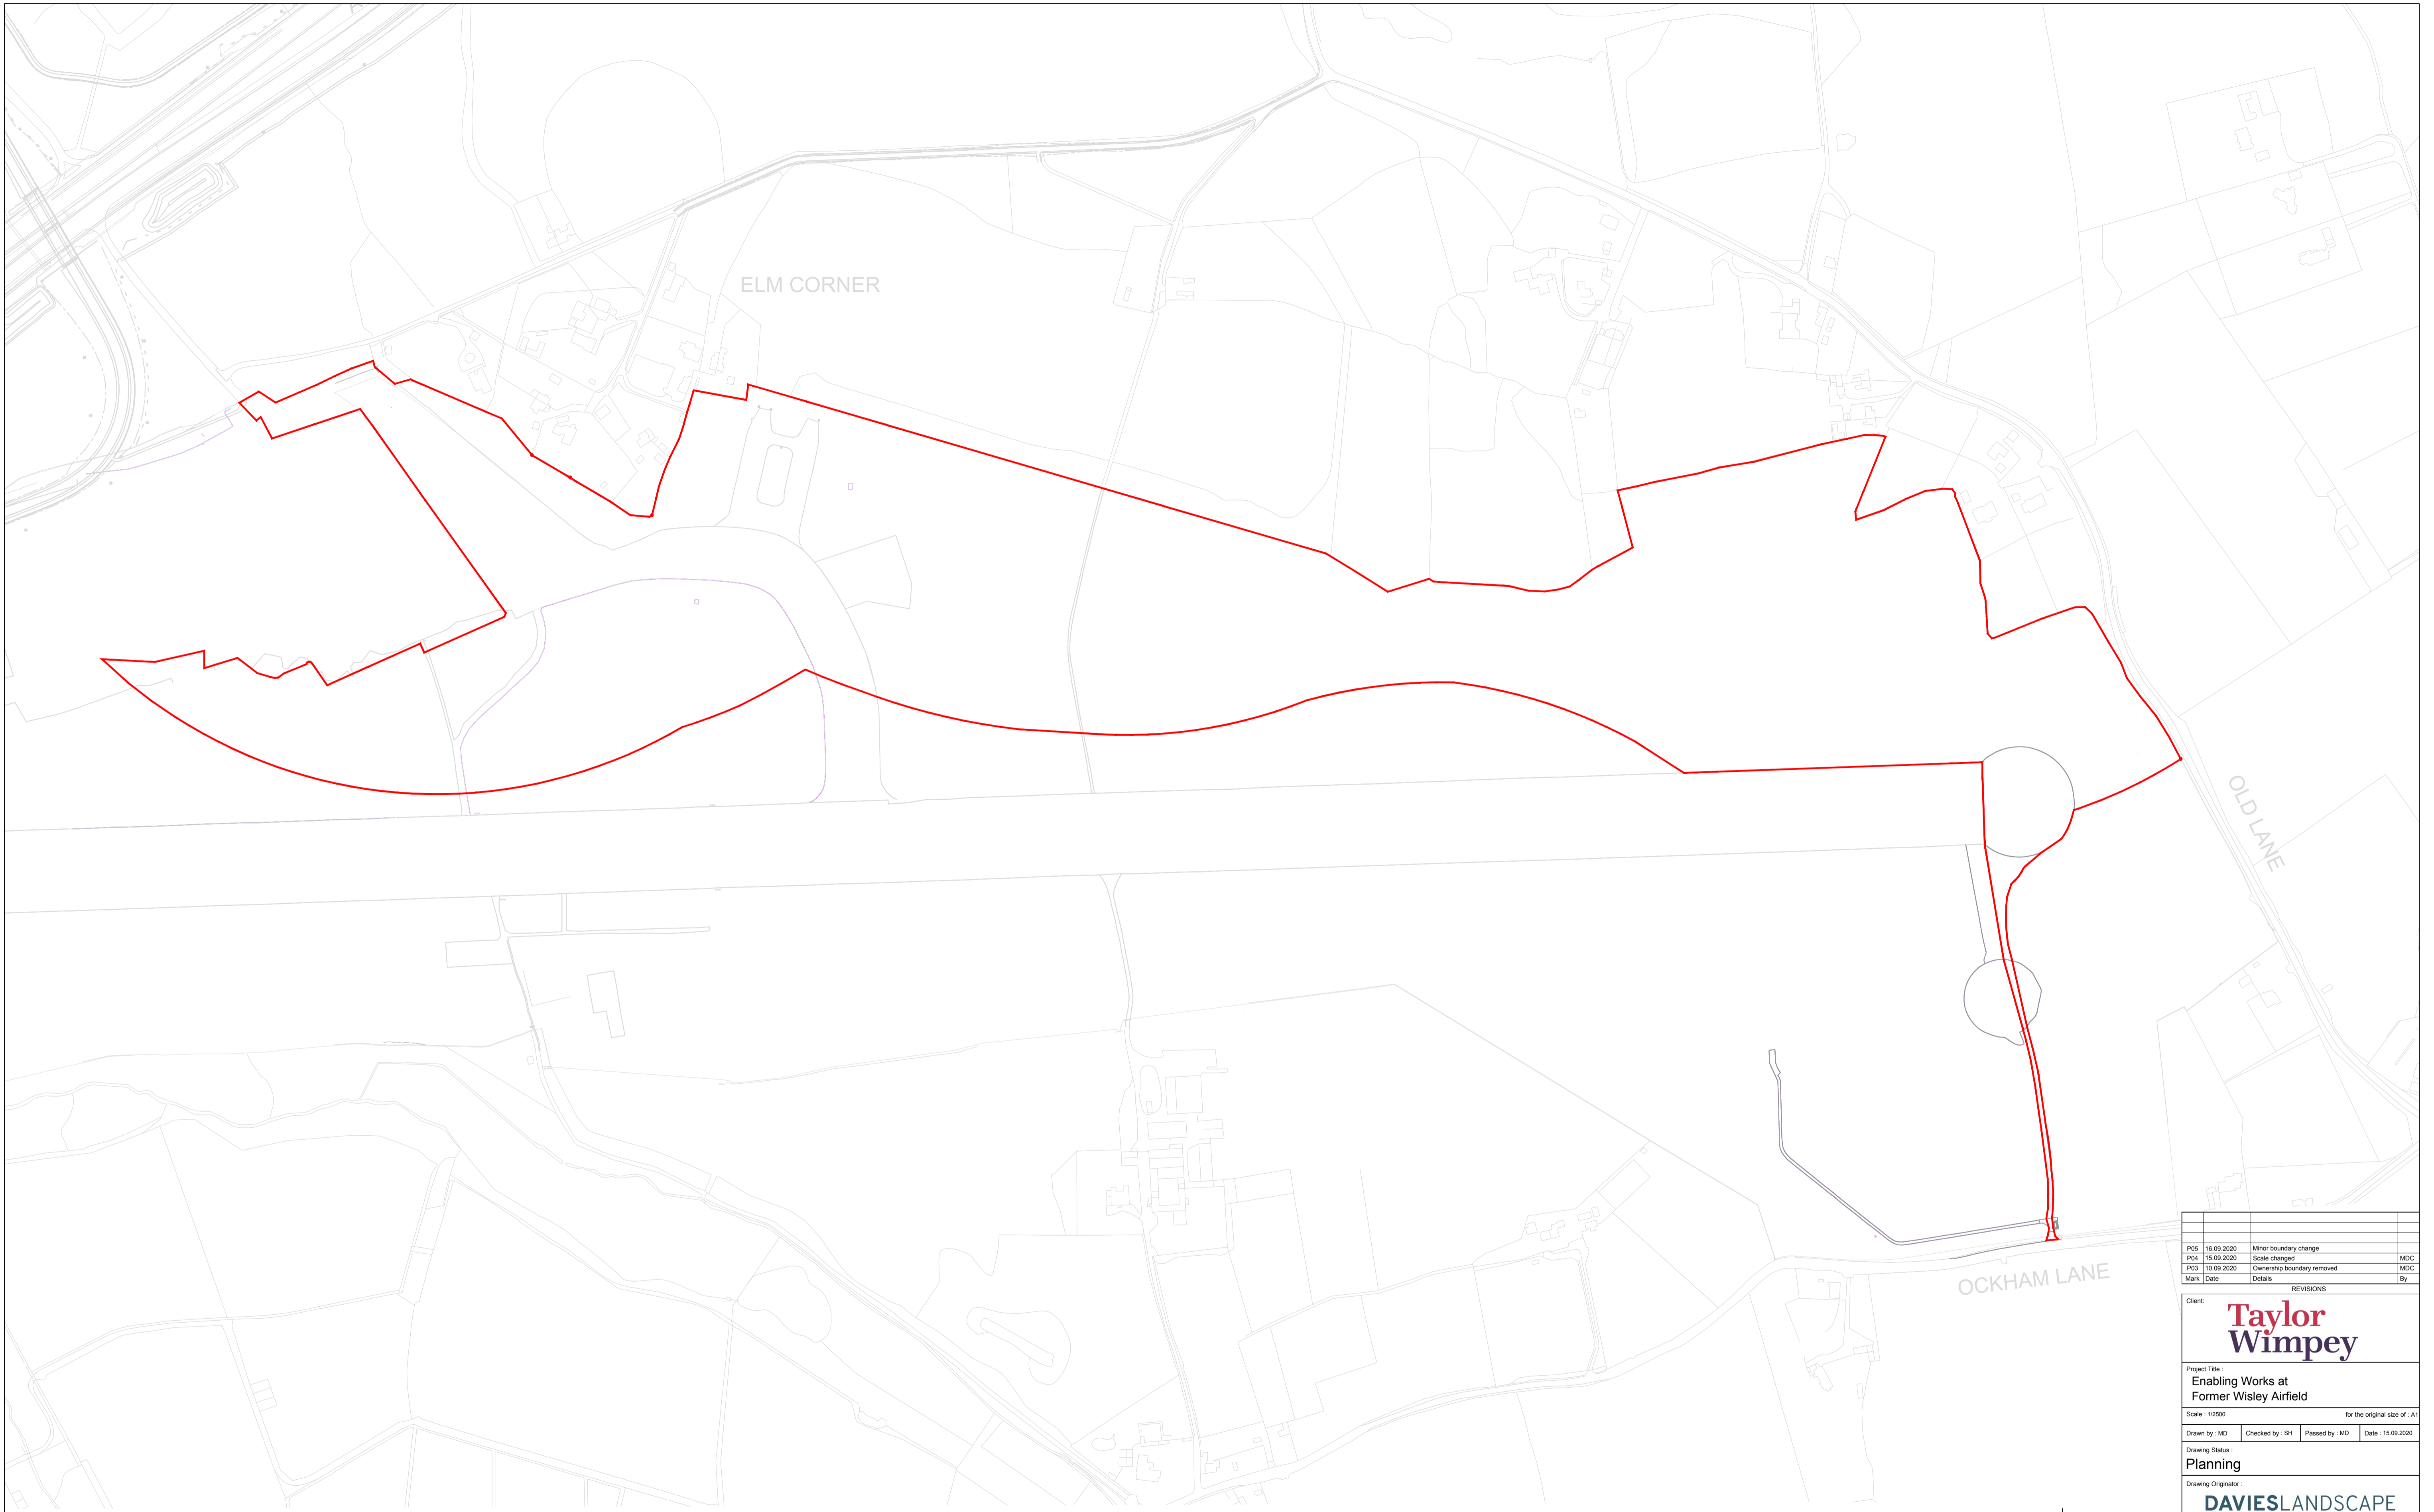 ELM CORNER
OLD LANE
OCKHAM LANE
P05 16.09.2020 Minor boundary change
P04 15.09.2020 Scale changed MDC
P03 10.09.2020 Ownership boundary removed MDC
Mark Date Details By
REVISIONS
Client:
Taylor
Wimpey
Project Title :
Enabling Works at
Former Wisley Airfield
Scale : 1/2500 for the original size of : A1
Drawn by : MD Checked by : SH Passed by : MD Date : 15.09.2020
Drawing Status :
Planning
Drawing Originator :
DAVIESLANDSCAPE